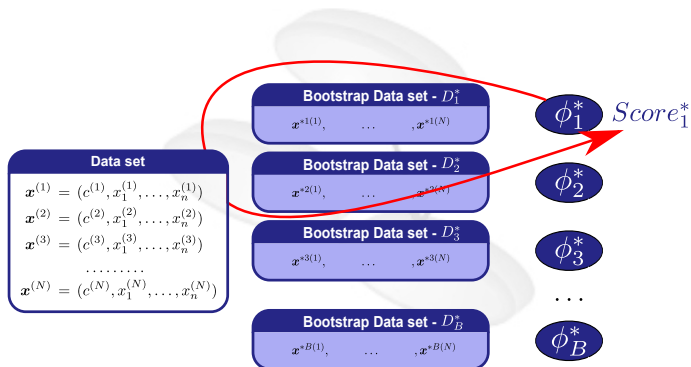 Data set
x^(1) = (c^(1), x_1^(1), . . . , x_n^(1))
x^(2) = (c^(2), x_1^(2), . . . , x_n^(2))
x^(3) = (c^(3), x_1^(3), . . . , x_n^(3))
. . . . . . . . .
x^(N) = (c^(N), x_1^(N), . . . , x_n^(N))
Bootstrap Data set - D_1^*
x^*1(1), . . . , x^*1(N)
Bootstrap Data set - D_2^*
x^*2(1), . . . , x^*2(N)
Bootstrap Data set - D_3^*
x^*3(1), . . . , x^*3(N)
Bootstrap Data set - D_B^*
x^*B(1), . . . , x^*B(N)
ϕ_1^* Score_1^*
ϕ_2^*
ϕ_3^*
. . .
ϕ_B^*